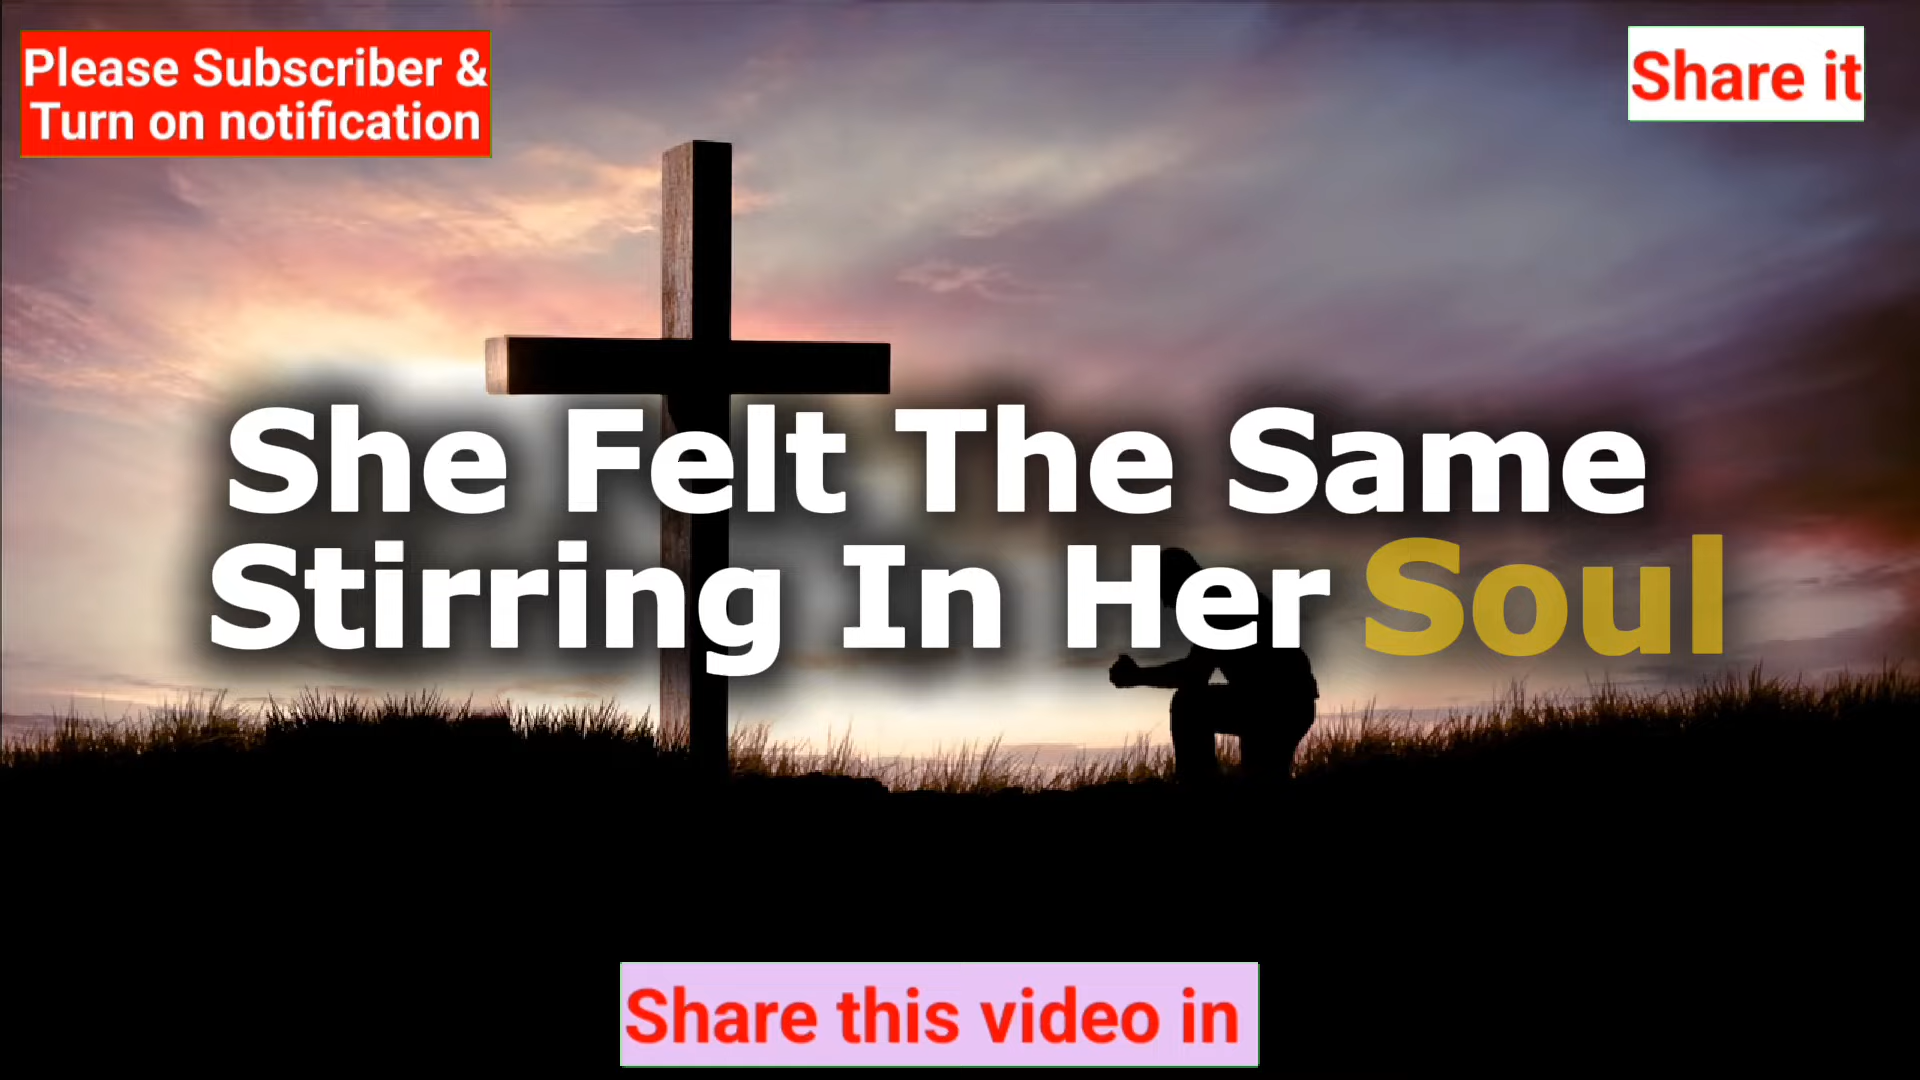 Please Subscriber &
Turn on notification
Share it
She Felt The Same
Stirring In Her Soul
Share this video in